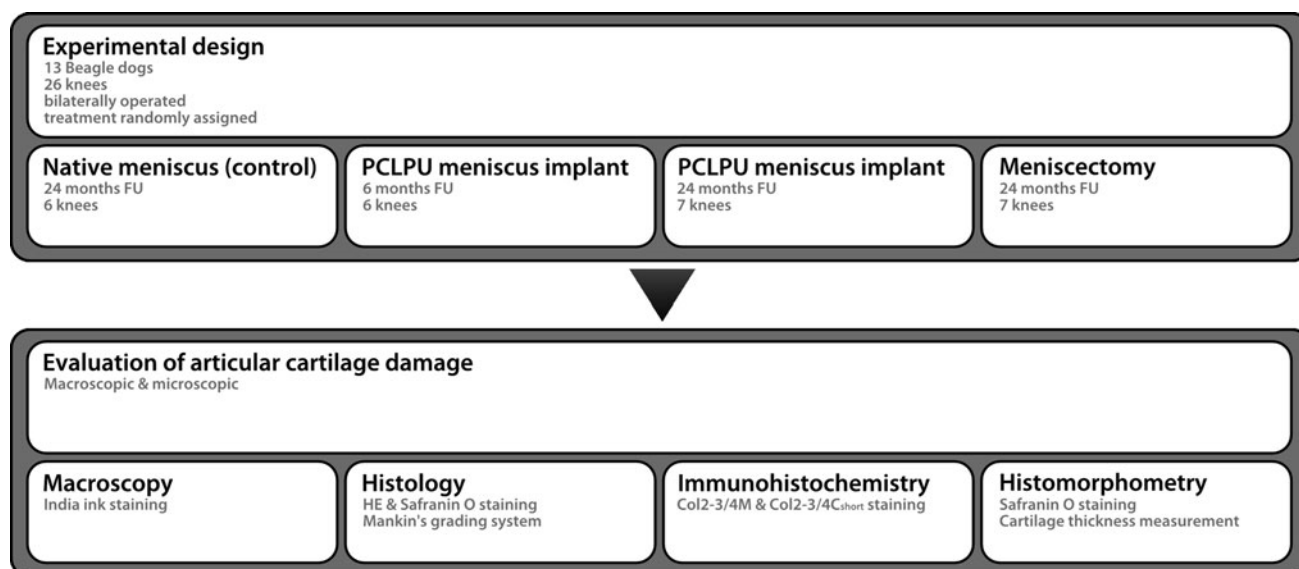 Experimental design
13 Beagle dogs
26 knees
bilaterally operated
treatment randomly assigned
Native meniscus (control)
24 months FU
6 knees
PCLPU meniscus implant
6 months FU
6 knees
PCLPU meniscus implant
24 months FU
7 knees
Meniscectomy
24 months FU
7 knees
Evaluation of articular cartilage damage
Macroscopic & microscopic
Macroscopy
India ink staining
Histology
HE & Safranin O staining
Mankin's grading system
Immunohistochemistry
Col2-3/4M & Col2-3/4Cshort staining
Histomorphometry
Safranin O staining
Cartilage thickness measurement